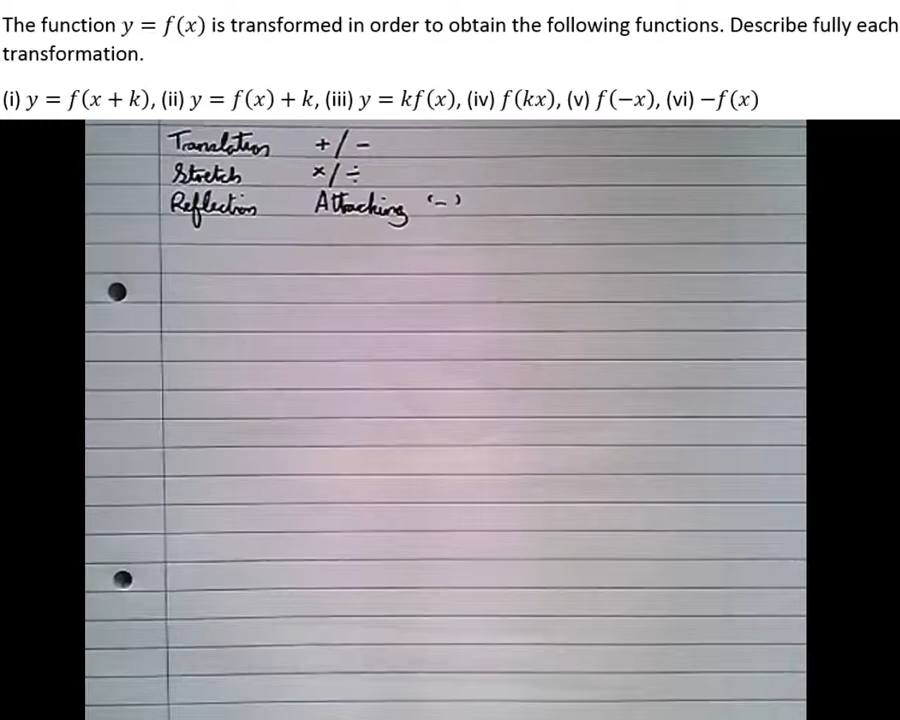 The function y = f(x) is transformed in order to obtain the following functions. Describe fully each
transformation.
(i) y = f(x + k), (ii) y = f(x) + k, (iii) y = kf(x), (iv) f(kx), (v) f(−x), (vi) −f(x)
Translation + / -
Stretch × / ÷
Reflection Attaching '-'